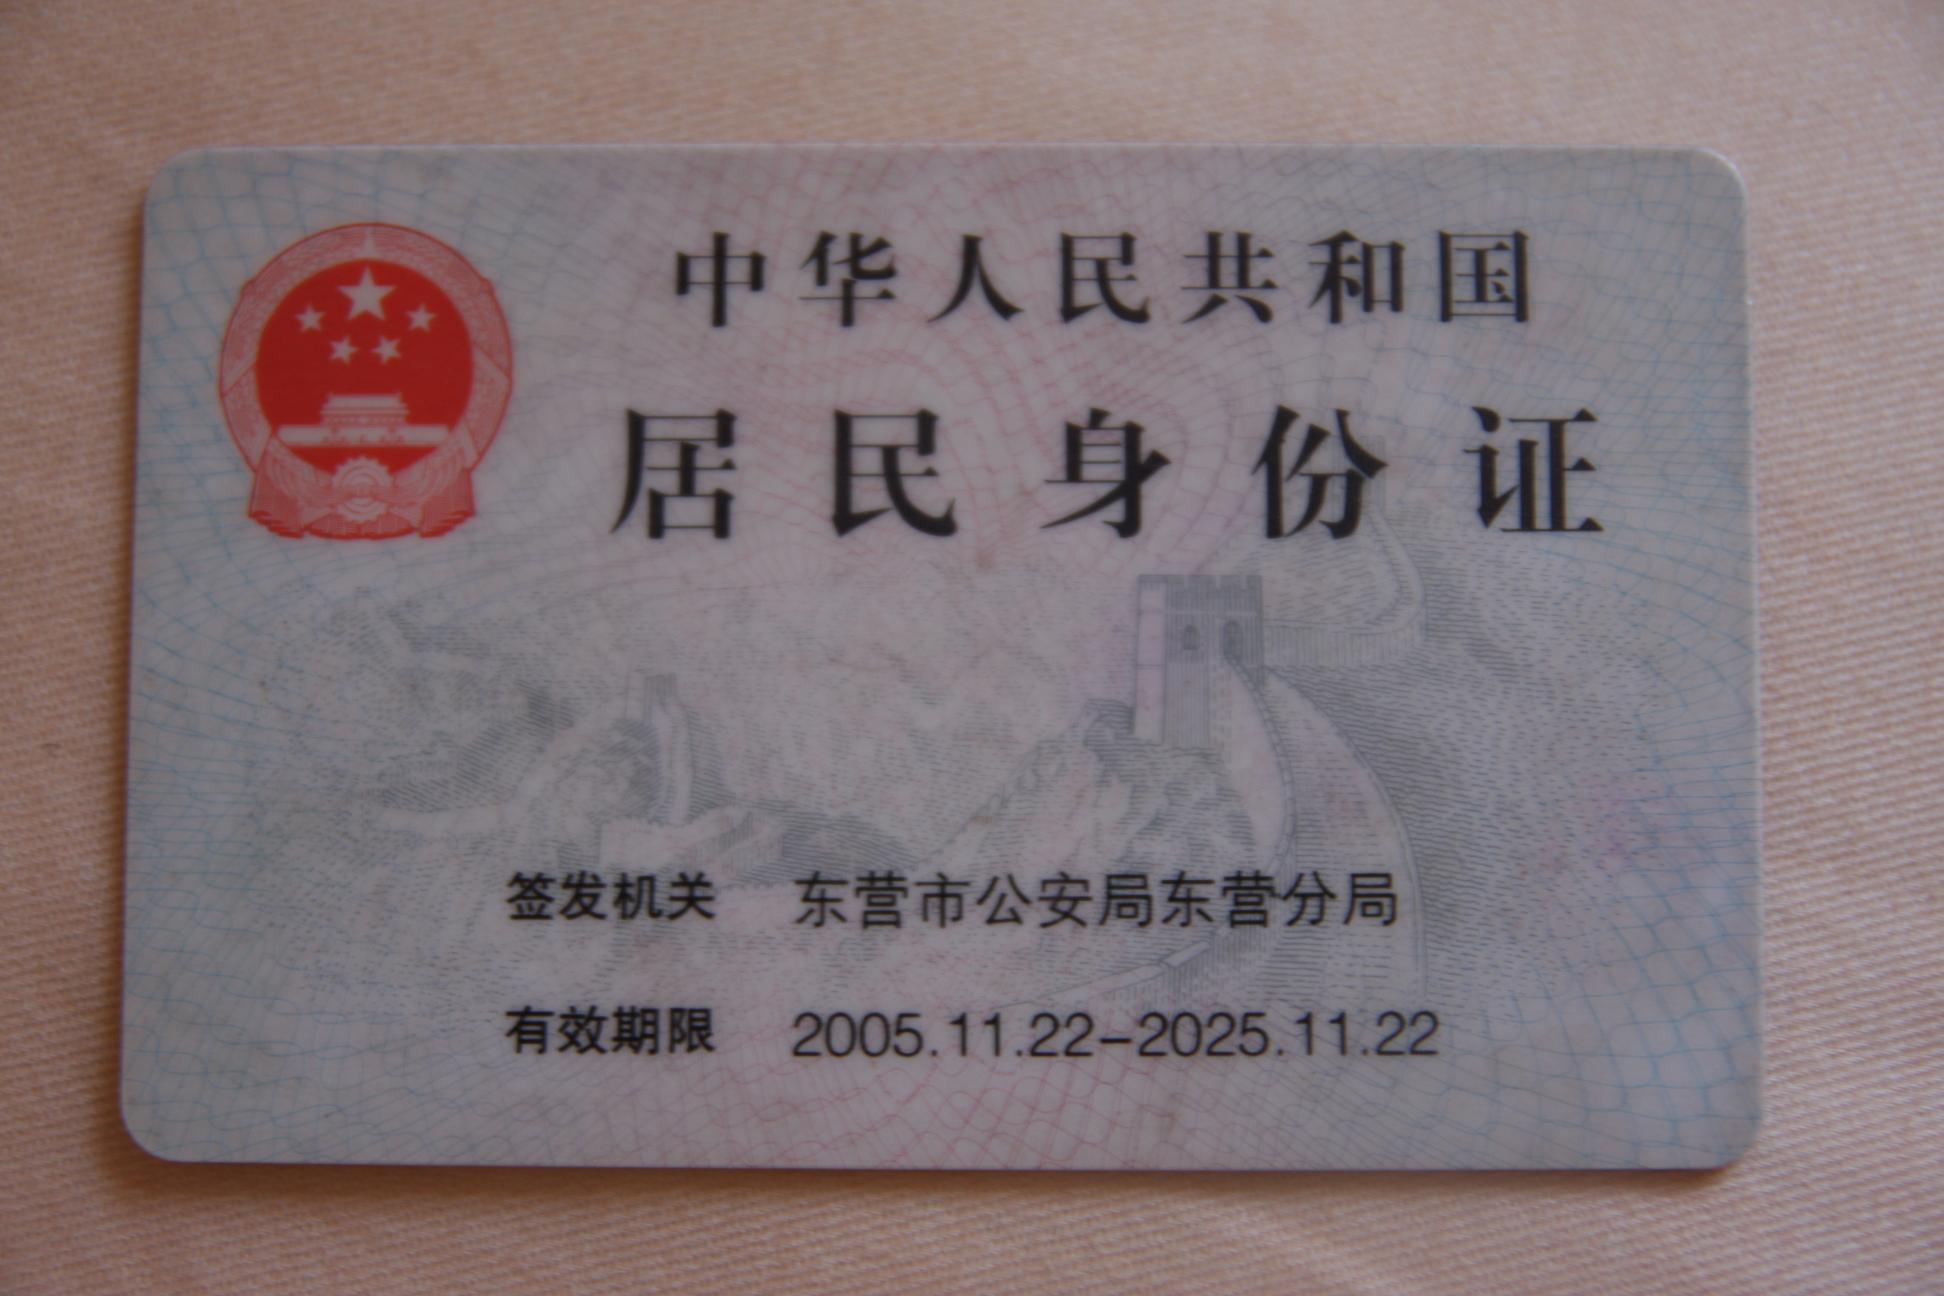 中华人民共和国
居民身份证
签发机关 东营市公安局东营分局
有效期限 2005.11.22-2025.11.22